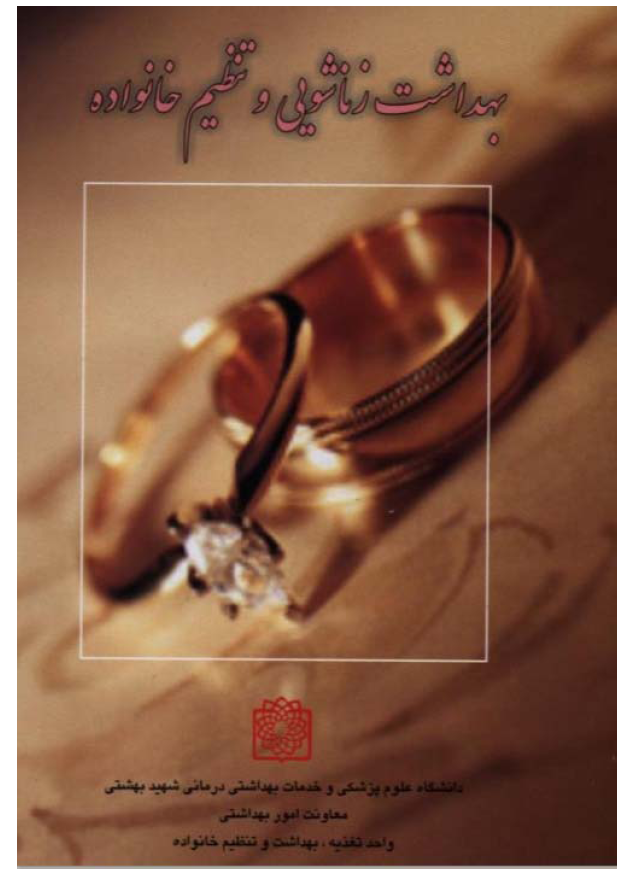 بهداشت زناشویی و تنظیم خانواده
دانشگاه علوم پزشکی و خدمات بهداشتی درمانی شهید بهشتی
معاونت امور بهداشتی
واحد تغذیه ، بهداشت و تنظیم خانواده